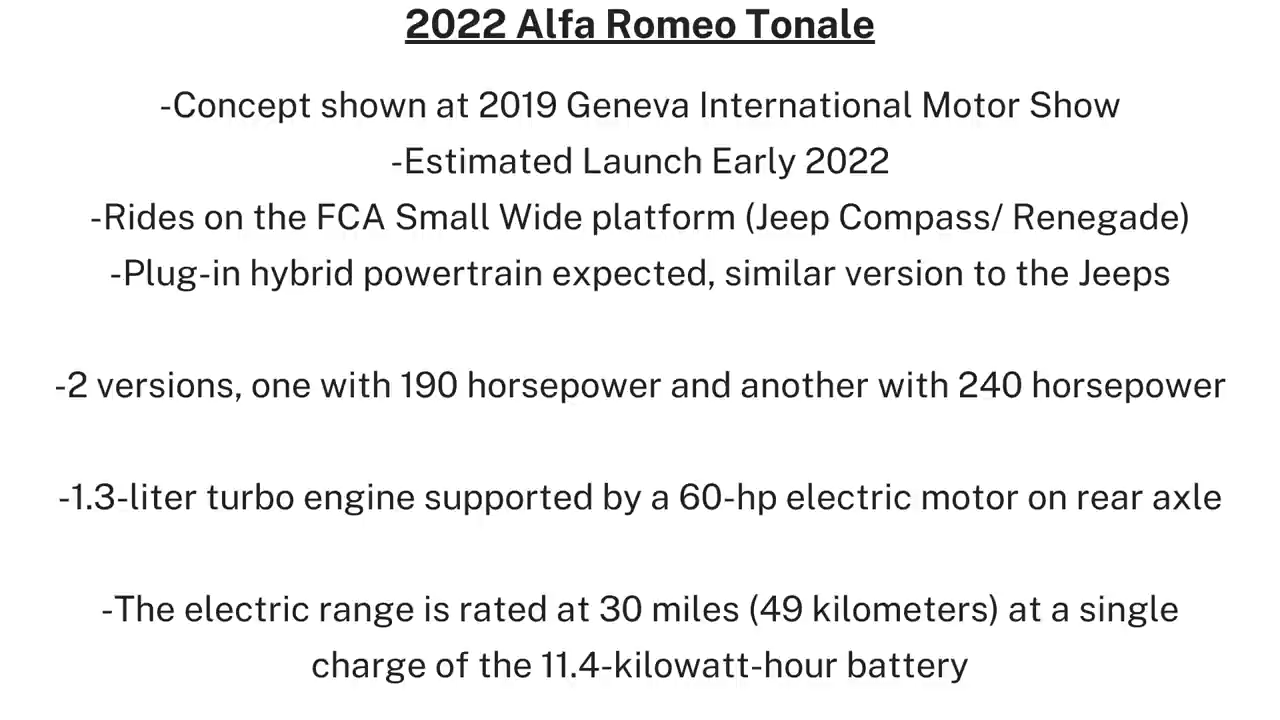 2022 Alfa Romeo Tonale
-Concept shown at 2019 Geneva International Motor Show
-Estimated Launch Early 2022
-Rides on the FCA Small Wide platform (Jeep Compass/ Renegade)
-Plug-in hybrid powertrain expected, similar version to the Jeeps
-2 versions, one with 190 horsepower and another with 240 horsepower
-1.3-liter turbo engine supported by a 60-hp electric motor on rear axle
-The electric range is rated at 30 miles (49 kilometers) at a single
charge of the 11.4-kilowatt-hour battery